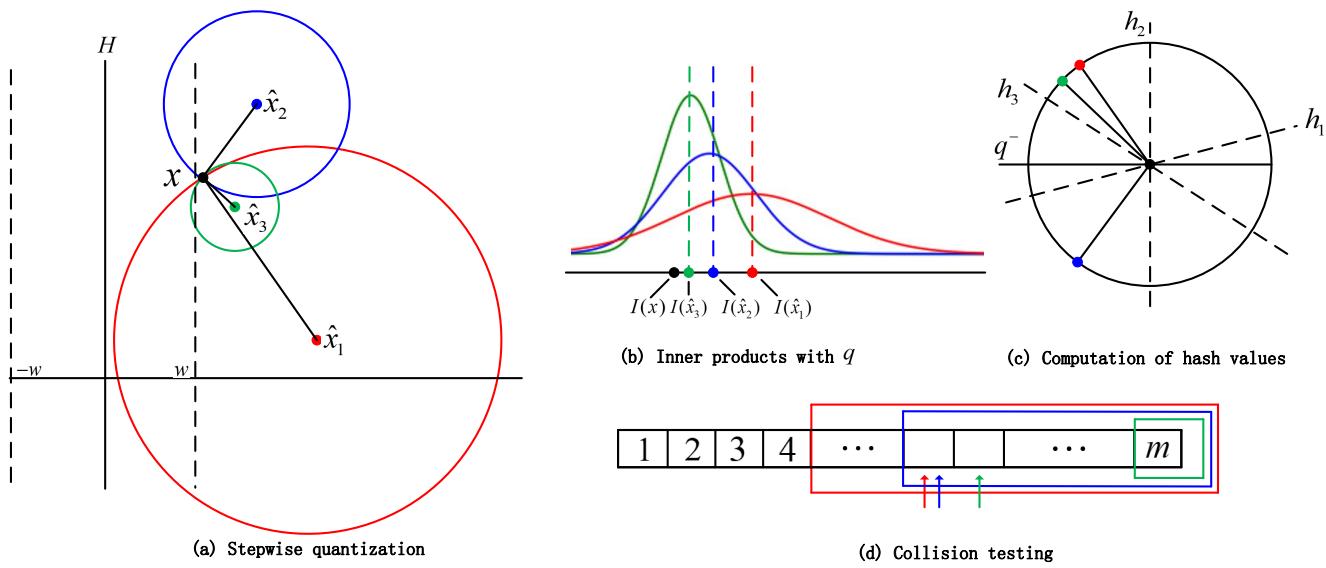 H
x̂₂
x
x̂₃
x̂₁
−w
w
(a) Stepwise quantization
I(x) I(x̂₃) I(x̂₂) I(x̂₁)
(b) Inner products with q
h₂
h₃
h₁
q⁻
(c) Computation of hash values
1 2 3 4 ··· ··· m
(d) Collision testing